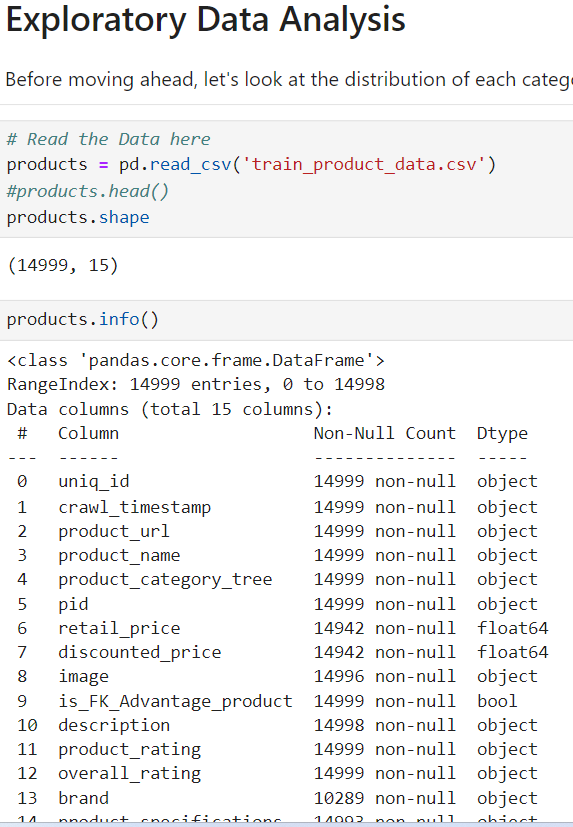 Exploratory Data Analysis
Before moving ahead, let's look at the distribution of each
# Read the Data here
products = pd.read_csv('train_product_data.csv')
#products.head()
products.shape
(14999, 15)
products.info()
<class 'pandas.core.frame.DataFrame'>
RangeIndex: 14999 entries, 0 to 14998
Data columns (total 15 columns):
# Column Non-Null Count Dtype
--- ------ -------------- -----
0 uniq_id 14999 non-null object
1 crawl_timestamp 14999 non-null object
2 product_url 14999 non-null object
3 product_name 14999 non-null object
4 product_category_tree 14999 non-null object
5 pid 14999 non-null object
6 retail_price 14942 non-null float64
7 discounted_price 14942 non-null float64
8 image 14996 non-null object
9 is_FK_Advantage_product 14999 non-null bool
10 description 14998 non-null object
11 product_rating 14999 non-null object
12 overall_rating 14999 non-null object
13 brand 10289 non-null object
14 product_specifications 14993 non-null object